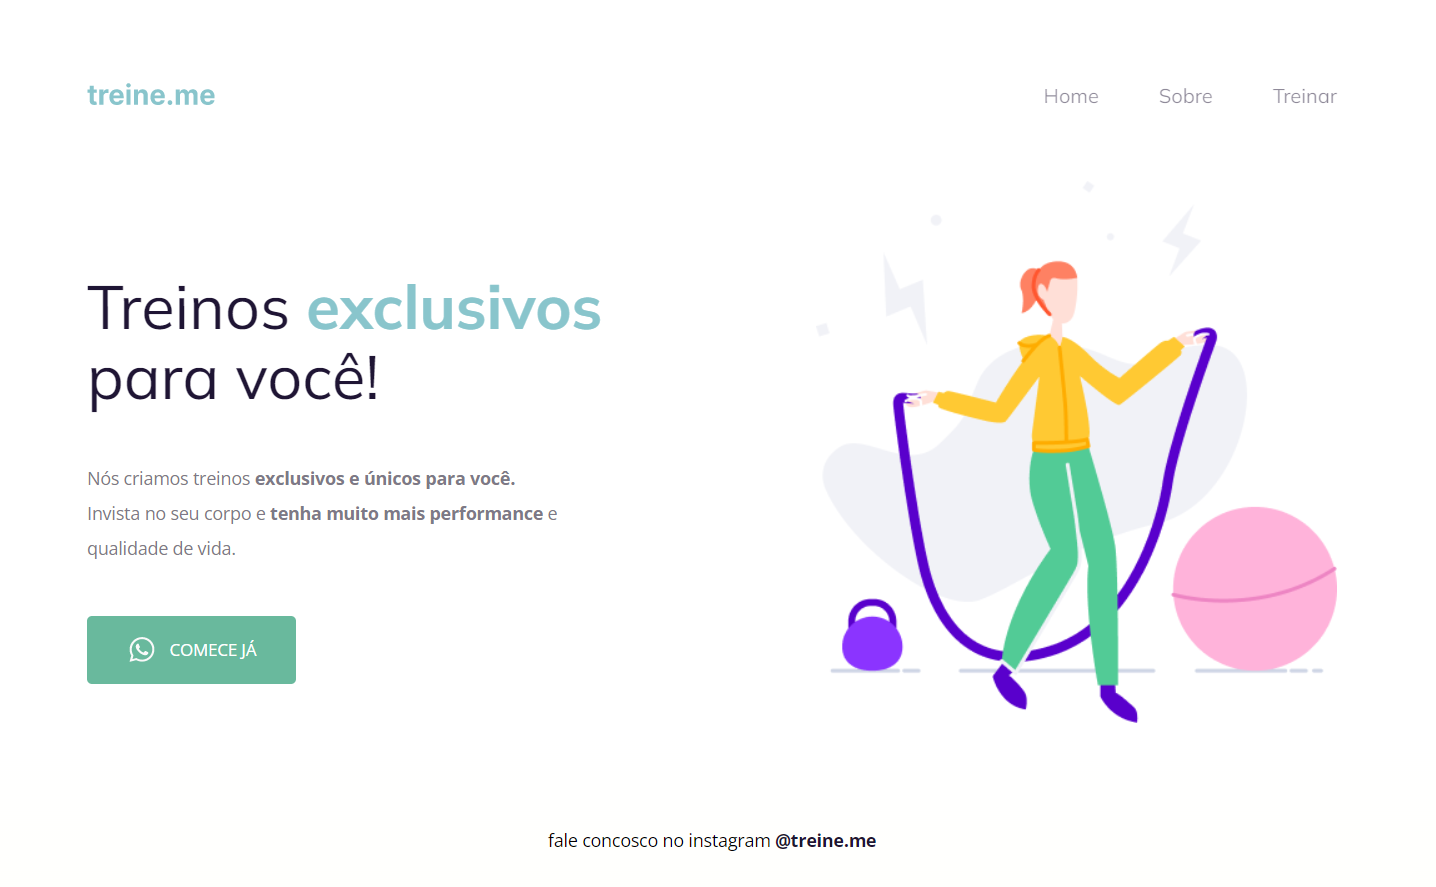 treine.me
Home Sobre Treinar
Treinos exclusivos
para você!
Nós criamos treinos exclusivos e únicos para você.
Invista no seu corpo e tenha muito mais performance e
qualidade de vida.
COMECE JÁ
fale concosco no instagram @treine.me